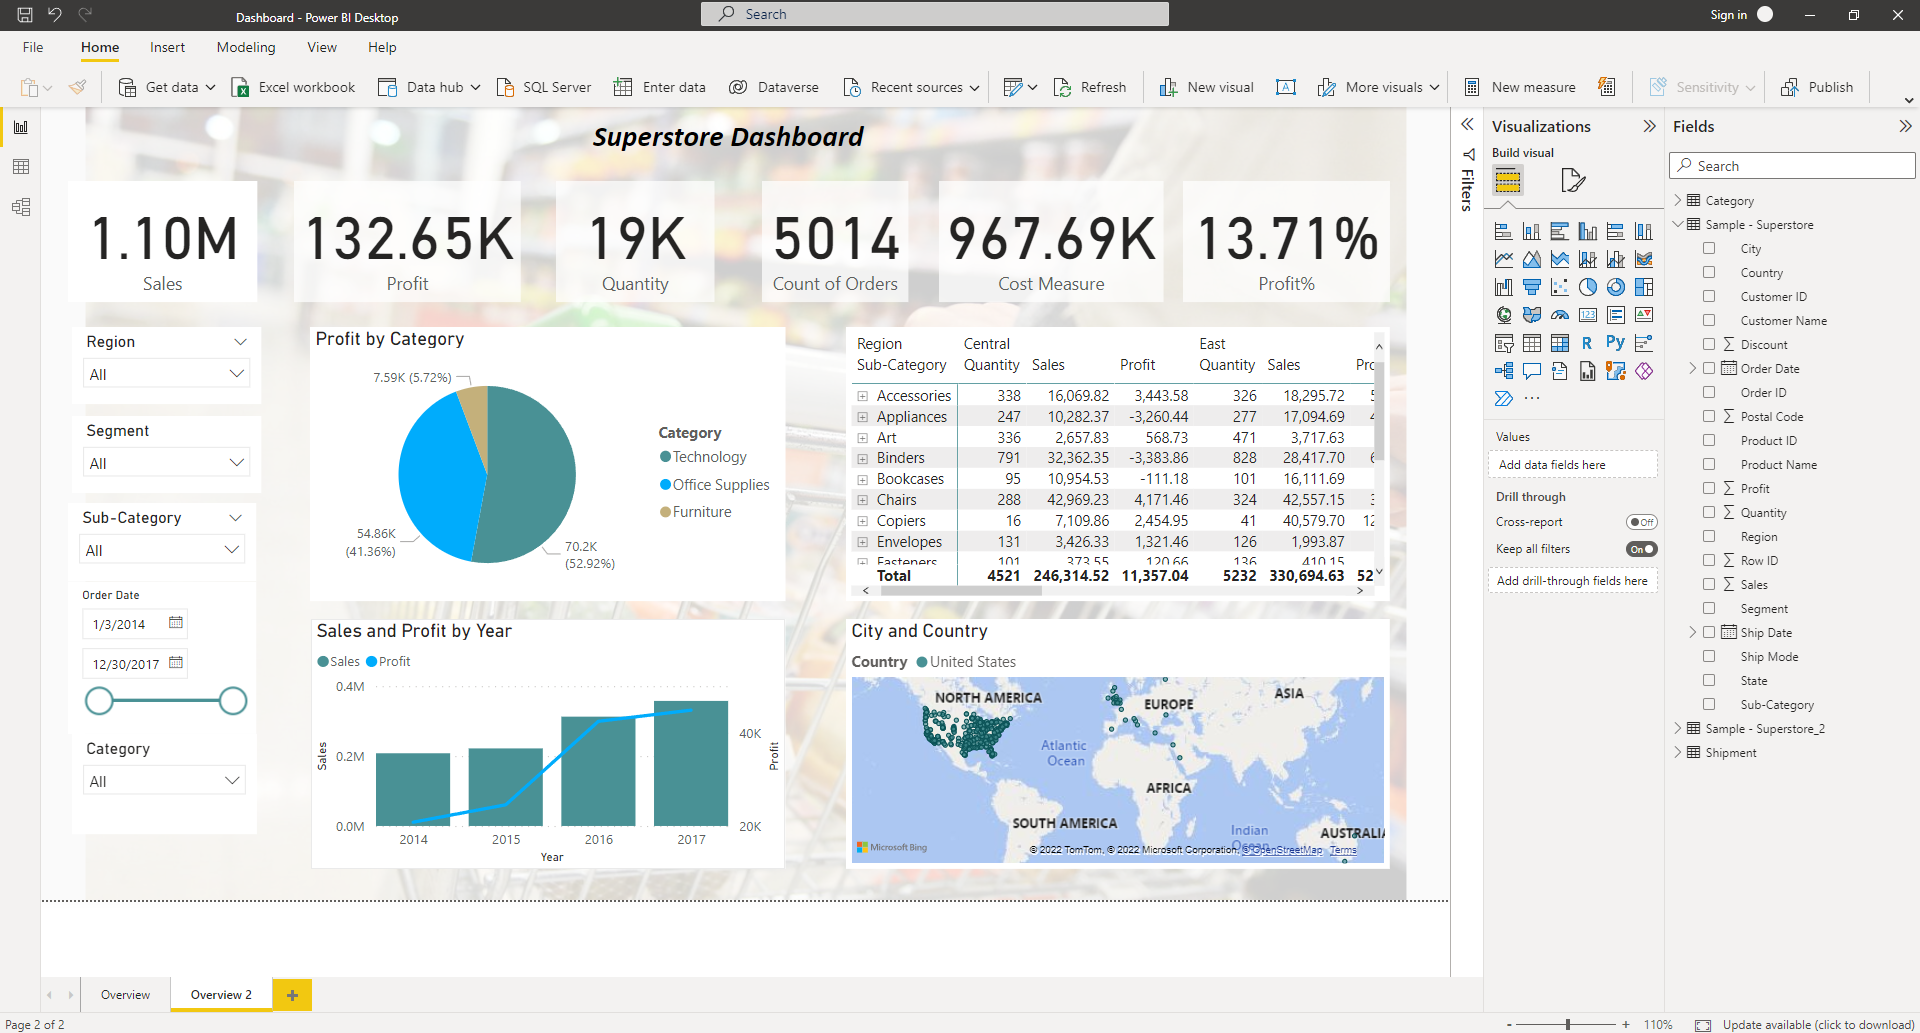 Dashboard - Power BI Desktop
Search
Sign in
File Home Insert Modeling View Help
Get data Excel workbook Data hub SQL Server Enter data Dataverse Recent sources Refresh New visual More visuals New measure Sensitivity Publish
Superstore Dashboard
1.10M
Sales
132.65K
Profit
19K
Quantity
5014
Count of Orders
967.69K
Cost Measure
13.71%
Profit%
Region
All
Segment
All
Sub-Category
All
Order Date
1/3/2014
12/30/2017
Category
All
Profit by Category
7.59K (5.72%)
54.86K
(41.36%)
70.2K
(52.92%)
Category
Technology
Office Supplies
Furniture
Region Central East
Sub-Category Quantity Sales Profit Quantity Sales Pro
Accessories 338 16,069.82 3,443.58 326 18,295.72
Appliances 247 10,282.37 -3,260.44 277 17,094.69
Art 336 2,657.83 568.73 471 3,717.63
Binders 791 32,362.35 -3,383.86 828 28,417.70
Bookcases 95 10,954.53 -111.18 101 16,111.69
Chairs 288 42,969.23 4,171.46 324 42,557.15
Copiers 16 7,109.86 2,454.95 41 40,579.70 12
Envelopes 131 3,426.33 1,321.46 126 1,993.87
Fasteners 101 373.55 120.66 136 410.15
Total 4521 246,314.52 11,357.04 5232 330,694.63 52
Sales and Profit by Year
Sales Profit
0.4M
0.2M
0.0M
Sales
40K
20K
Profit
2014 2015 2016 2017
Year
City and Country
Country United States
NORTH AMERICA
EUROPE
ASIA
Atlantic
Ocean
AFRICA
SOUTH AMERICA
Indian
Ocean
AUSTRALIA
Microsoft Bing
© 2022 TomTom, © 2022 Microsoft Corporation, © OpenStreetMap Terms
Filters
Visualizations
Build visual
R Py
123
Values
Add data fields here
Drill through
Cross-report Off
Keep all filters On
Add drill-through fields here
Fields
Search
Category
Sample - Superstore
City
Country
Customer ID
Customer Name
Discount
Order Date
Order ID
Postal Code
Product ID
Product Name
Profit
Quantity
Region
Row ID
Sales
Segment
Ship Date
Ship Mode
State
Sub-Category
Sample - Superstore_2
Shipment
Overview Overview 2 +
Page 2 of 2
- + 110% Update available (click to download)